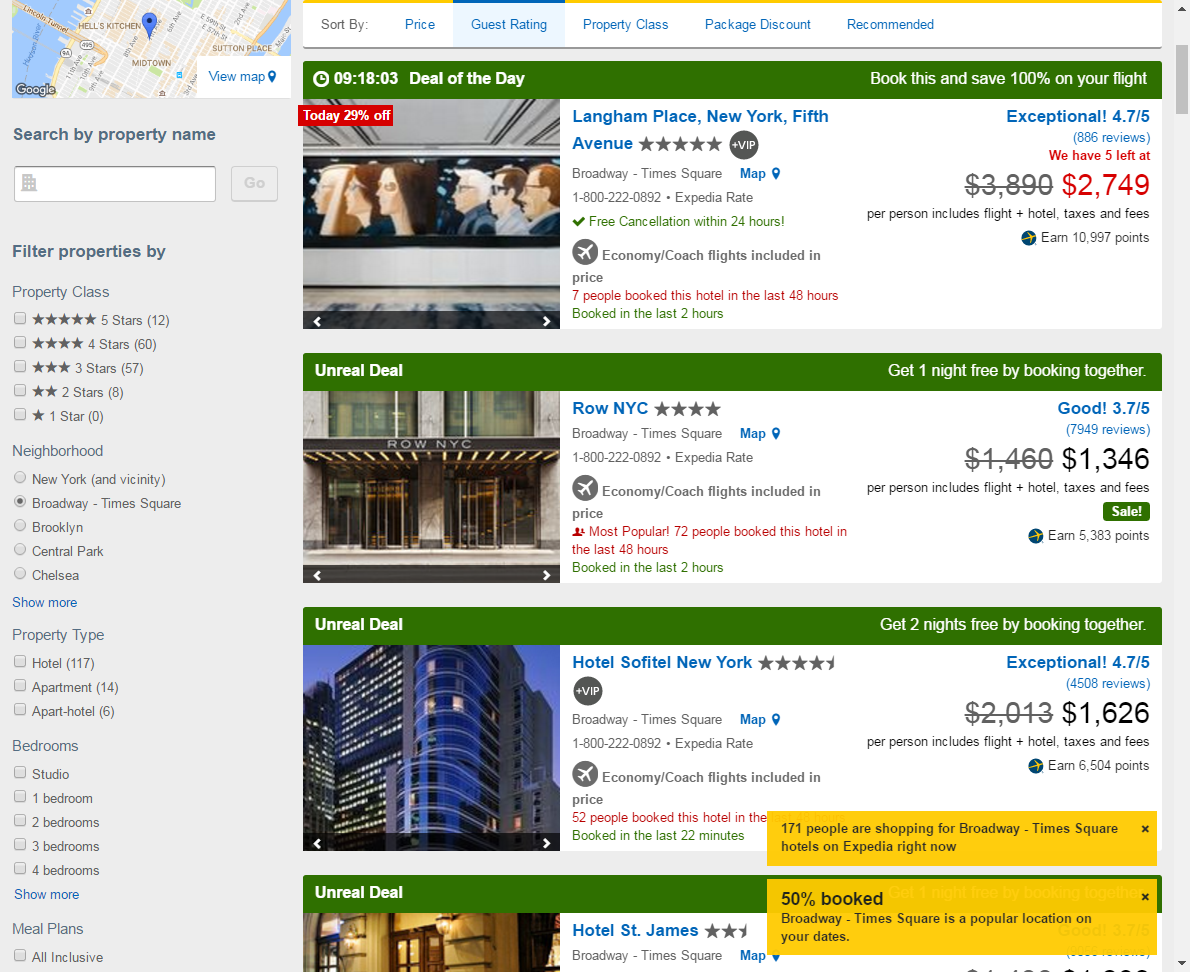 HELL'S KITCHEN
E 59th St
E 57th St
SUTTON PLACE
MIDTOWN
495
9A
Google
View map
Search by property name
Go
Filter properties by
Property Class
★★★★★ 5 Stars (12)
★★★★ 4 Stars (60)
★★★ 3 Stars (57)
★★ 2 Stars (8)
★ 1 Star (0)
Neighborhood
New York (and vicinity)
Broadway - Times Square
Brooklyn
Central Park
Chelsea
Show more
Property Type
Hotel (117)
Apartment (14)
Apart-hotel (6)
Bedrooms
Studio
1 bedroom
2 bedrooms
3 bedrooms
4 bedrooms
Show more
Meal Plans
All Inclusive
Sort By: Price Guest Rating Property Class Package Discount Recommended
09:18:03 Deal of the Day Book this and save 100% on your flight
Today 29% off
Langham Place, New York, Fifth
Avenue ★★★★★ +VIP
Broadway - Times Square Map
1-800-222-0892 • Expedia Rate
Free Cancellation within 24 hours!
Economy/Coach flights included in
price
7 people booked this hotel in the last 48 hours
Booked in the last 2 hours
Exceptional! 4.7/5
(886 reviews)
We have 5 left at
$3,890 $2,749
per person includes flight + hotel, taxes and fees
Earn 10,997 points
Unreal Deal Get 1 night free by booking together.
ROW NYC
Row NYC ★★★★
Broadway - Times Square Map
1-800-222-0892 • Expedia Rate
Economy/Coach flights included in
price
Most Popular! 72 people booked this hotel in
the last 48 hours
Booked in the last 2 hours
Good! 3.7/5
(7949 reviews)
$1,460 $1,346
per person includes flight + hotel, taxes and fees
Sale!
Earn 5,383 points
Unreal Deal Get 2 nights free by booking together.
Hotel Sofitel New York
+VIP
Broadway - Times Square Map
1-800-222-0892 • Expedia Rate
Economy/Coach flights included in
price
52 people booked this hotel in the last 48 hours
Booked in the last 22 minutes
Exceptional! 4.7/5
(4508 reviews)
$2,013 $1,626
per person includes flight + hotel, taxes and fees
Earn 6,504 points
171 people are shopping for Broadway - Times Square
hotels on Expedia right now
Unreal Deal Get 1 night free by booking together.
Hotel St. James
Broadway - Times Square Map
Good! 3.7/5
50% booked
Broadway - Times Square is a popular location on
your dates.